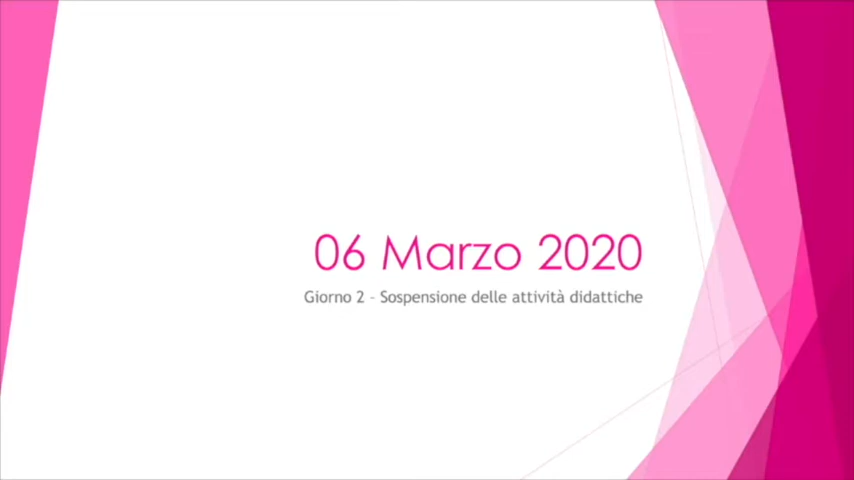 06 Marzo 2020
Giorno 2 - Sospensione delle attività didattiche